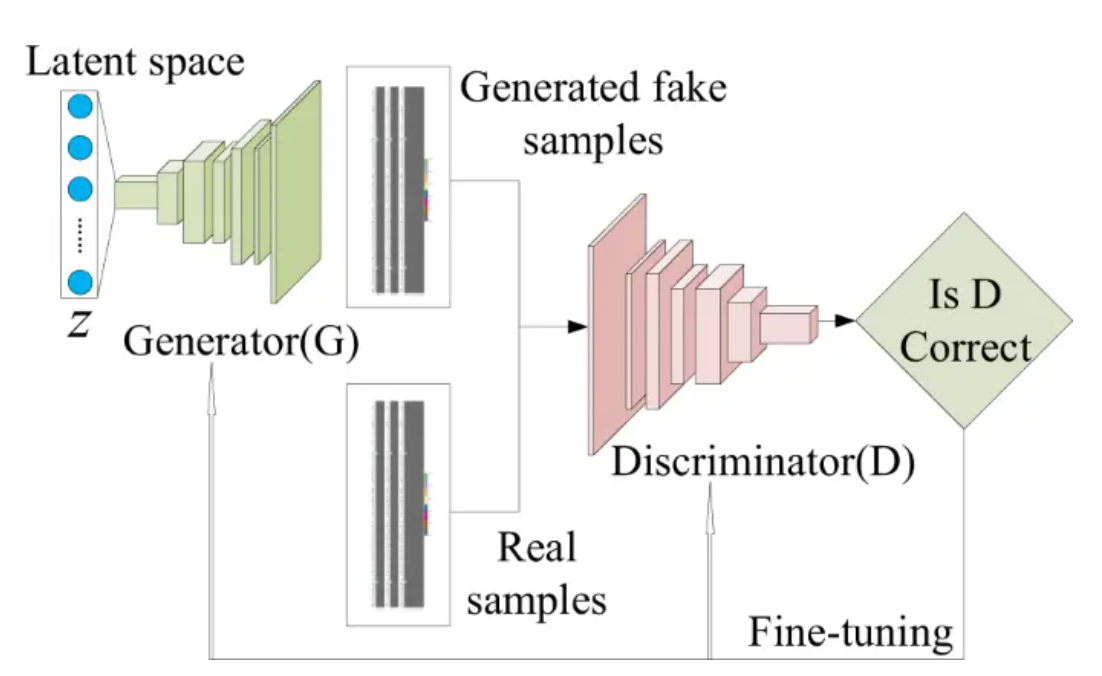 Latent space
z
Generator(G)
Generated fake
samples
Real
samples
Discriminator(D)
Is D
Correct
Fine-tuning